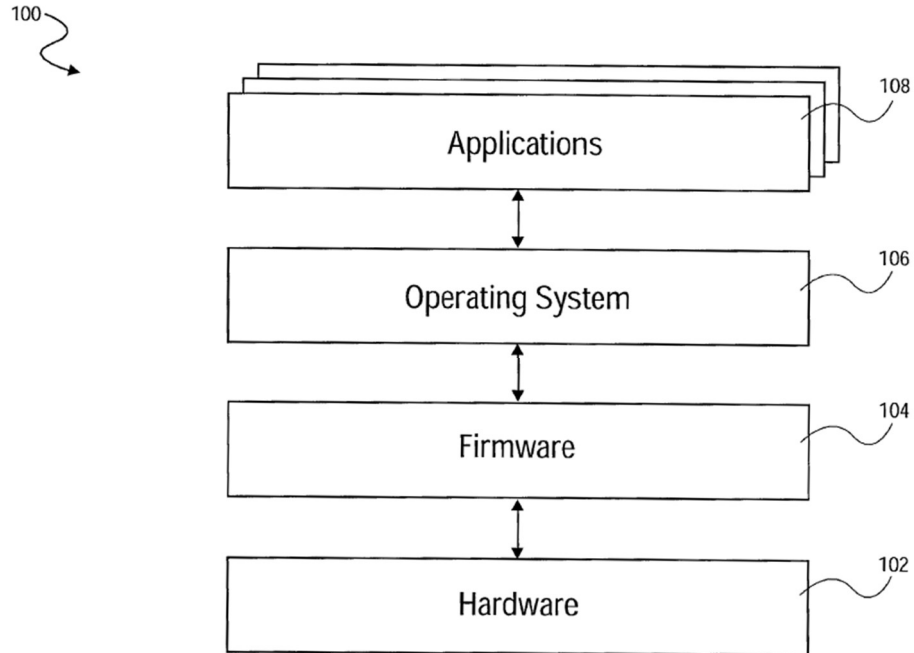 100
108
Applications
106
Operating System
104
Firmware
102
Hardware